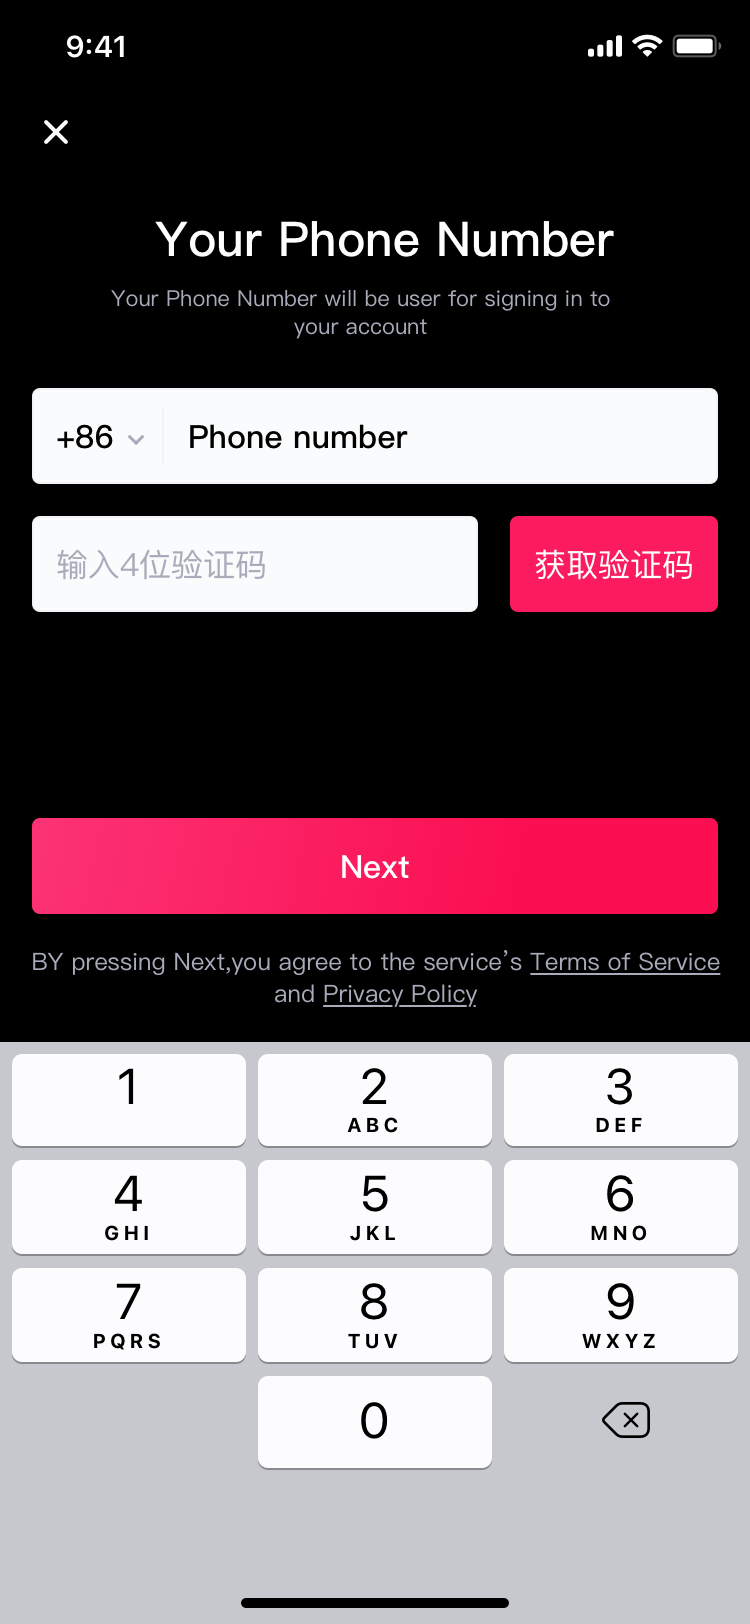 9:41
Your Phone Number
Your Phone Number will be user for signing in to
your account
+86 Phone number
输入4位验证码 获取验证码
Next
BY pressing Next,you agree to the service's Terms of Service
and Privacy Policy
1 2 3
ABC DEF
4 5 6
GHI JKL MNO
7 8 9
PQRS TUV WXYZ
0